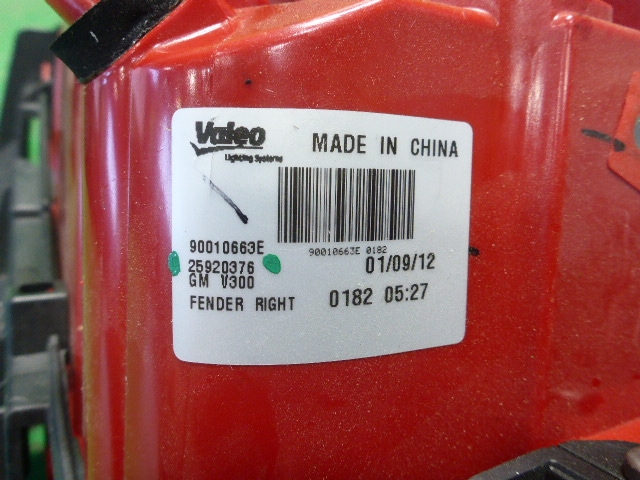 Valeo
Lighting Systems
MADE IN CHINA
90010663E 0182
90010663E
25920376
GM V300
01/09/12
FENDER RIGHT
0182 05:27